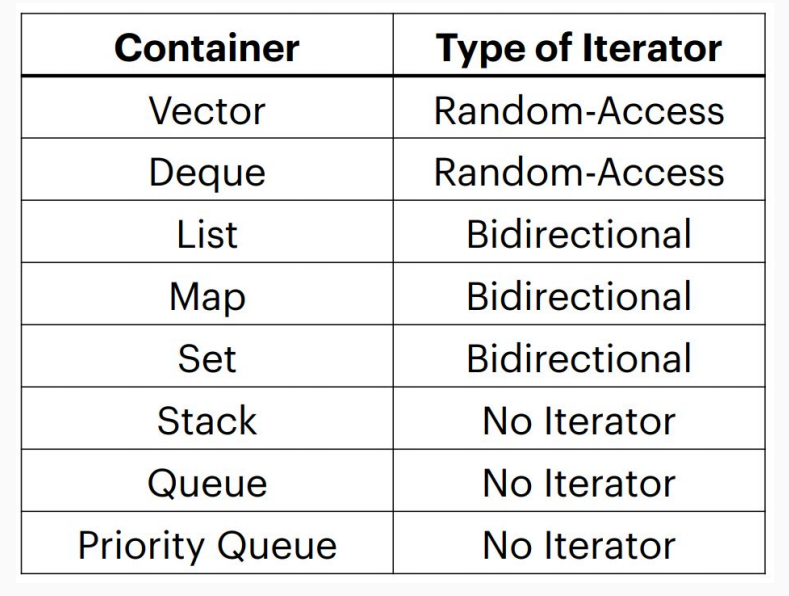 Container Type of Iterator
Vector Random-Access
Deque Random-Access
List Bidirectional
Map Bidirectional
Set Bidirectional
Stack No Iterator
Queue No Iterator
Priority Queue No Iterator